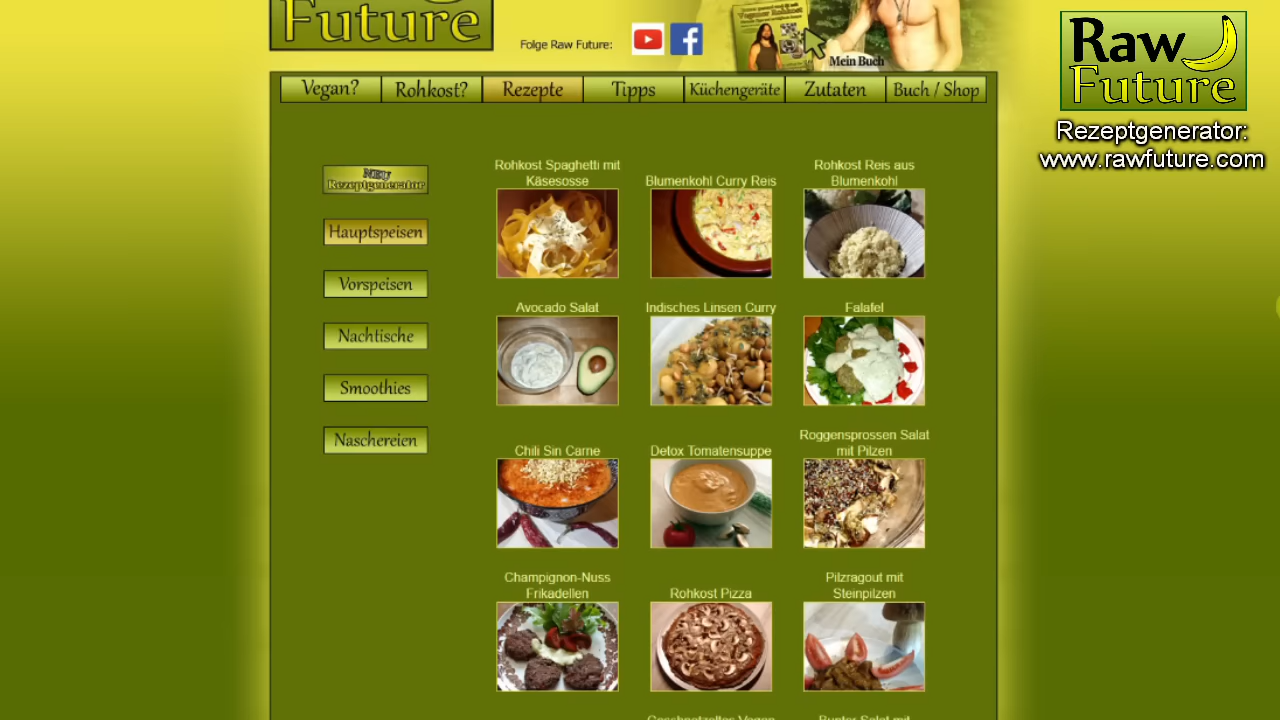 Future
Folge Raw Future:
Mein Buch
Raw
Future
Rezeptgenerator:
www.rawfuture.com
Vegan?
Rohkost?
Rezepte
Tipps
Küchengeräte
Zutaten
Buch / Shop
Rezeptgenerator
Hauptspeisen
Vorspeisen
Nachtische
Smoothies
Naschereien
Rohkost Spaghetti mit
Käsesosse
Blumenkohl Curry Reis
Rohkost Reis aus
Blumenkohl
Avocado Salat
Indisches Linsen Curry
Falafel
Chili Sin Carne
Detox Tomatensuppe
Roggensprossen Salat
mit Pilzen
Champignon-Nuss
Frikadellen
Rohkost Pizza
Pilzragout mit
Steinpilzen